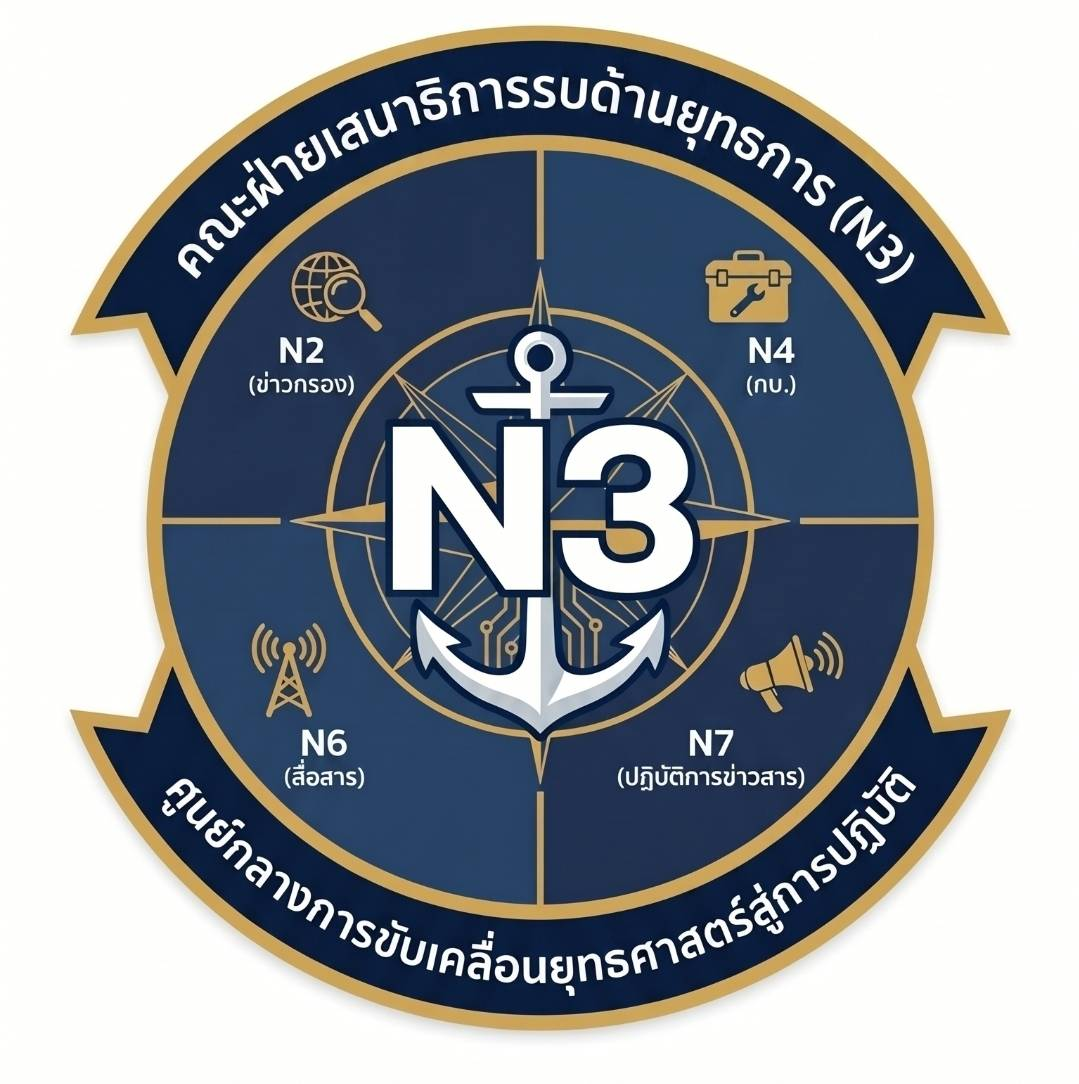 คณะฝ่ายเสนาธิการรบด้านยุทธการ (N3)
N2
(ข่าวกรอง)
N4
(กบ.)
N3
N6
(สื่อสาร)
N7
(ปฏิบัติการข่าวสาร)
ศูนย์กลางการขับเคลื่อนยุทธศาสตร์สู่การปฏิบัติ